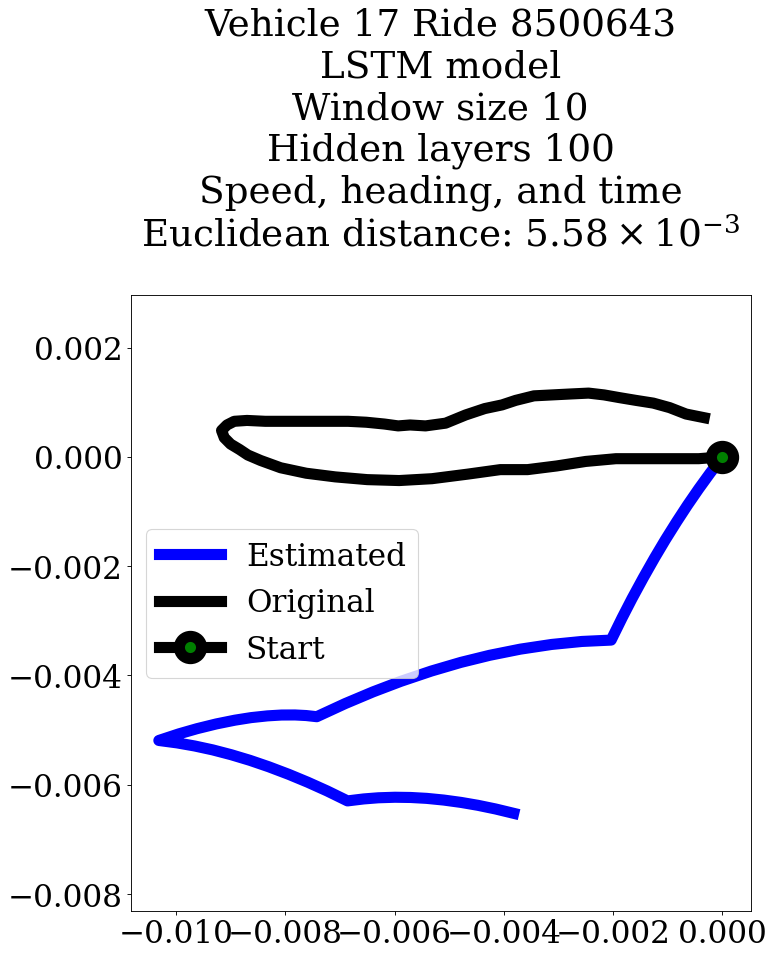 Vehicle 17 Ride 8500643
LSTM model
Window size 10
Hidden layers 100
Speed, heading, and time
Euclidean distance: 5.58 × 10⁻³
0.002
0.000
−0.002
−0.004
−0.006
−0.008
Estimated
Original
Start
−0.010 −0.008 −0.006 −0.004 −0.002 0.000